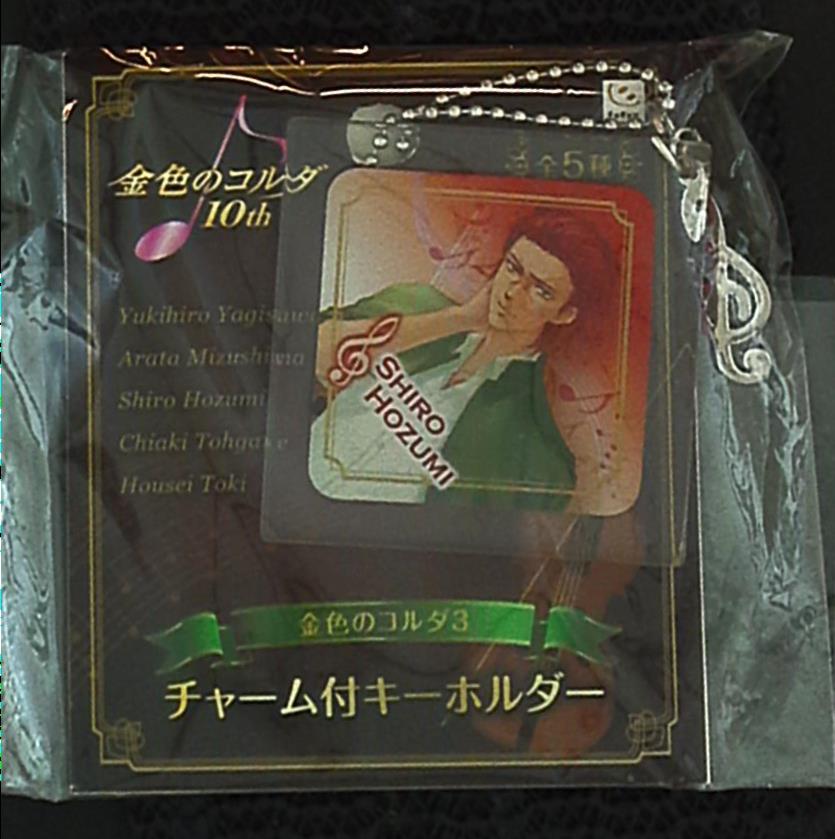 金色のコルダ
10th
全5種
Yukihiro Yagisawa
Arata Mizushima
Shiro Hozumi
Chiaki Tohgane
Housei Toki
SHIRO
HOZUMI
金色のコルダ3
チャーム付キーホルダー